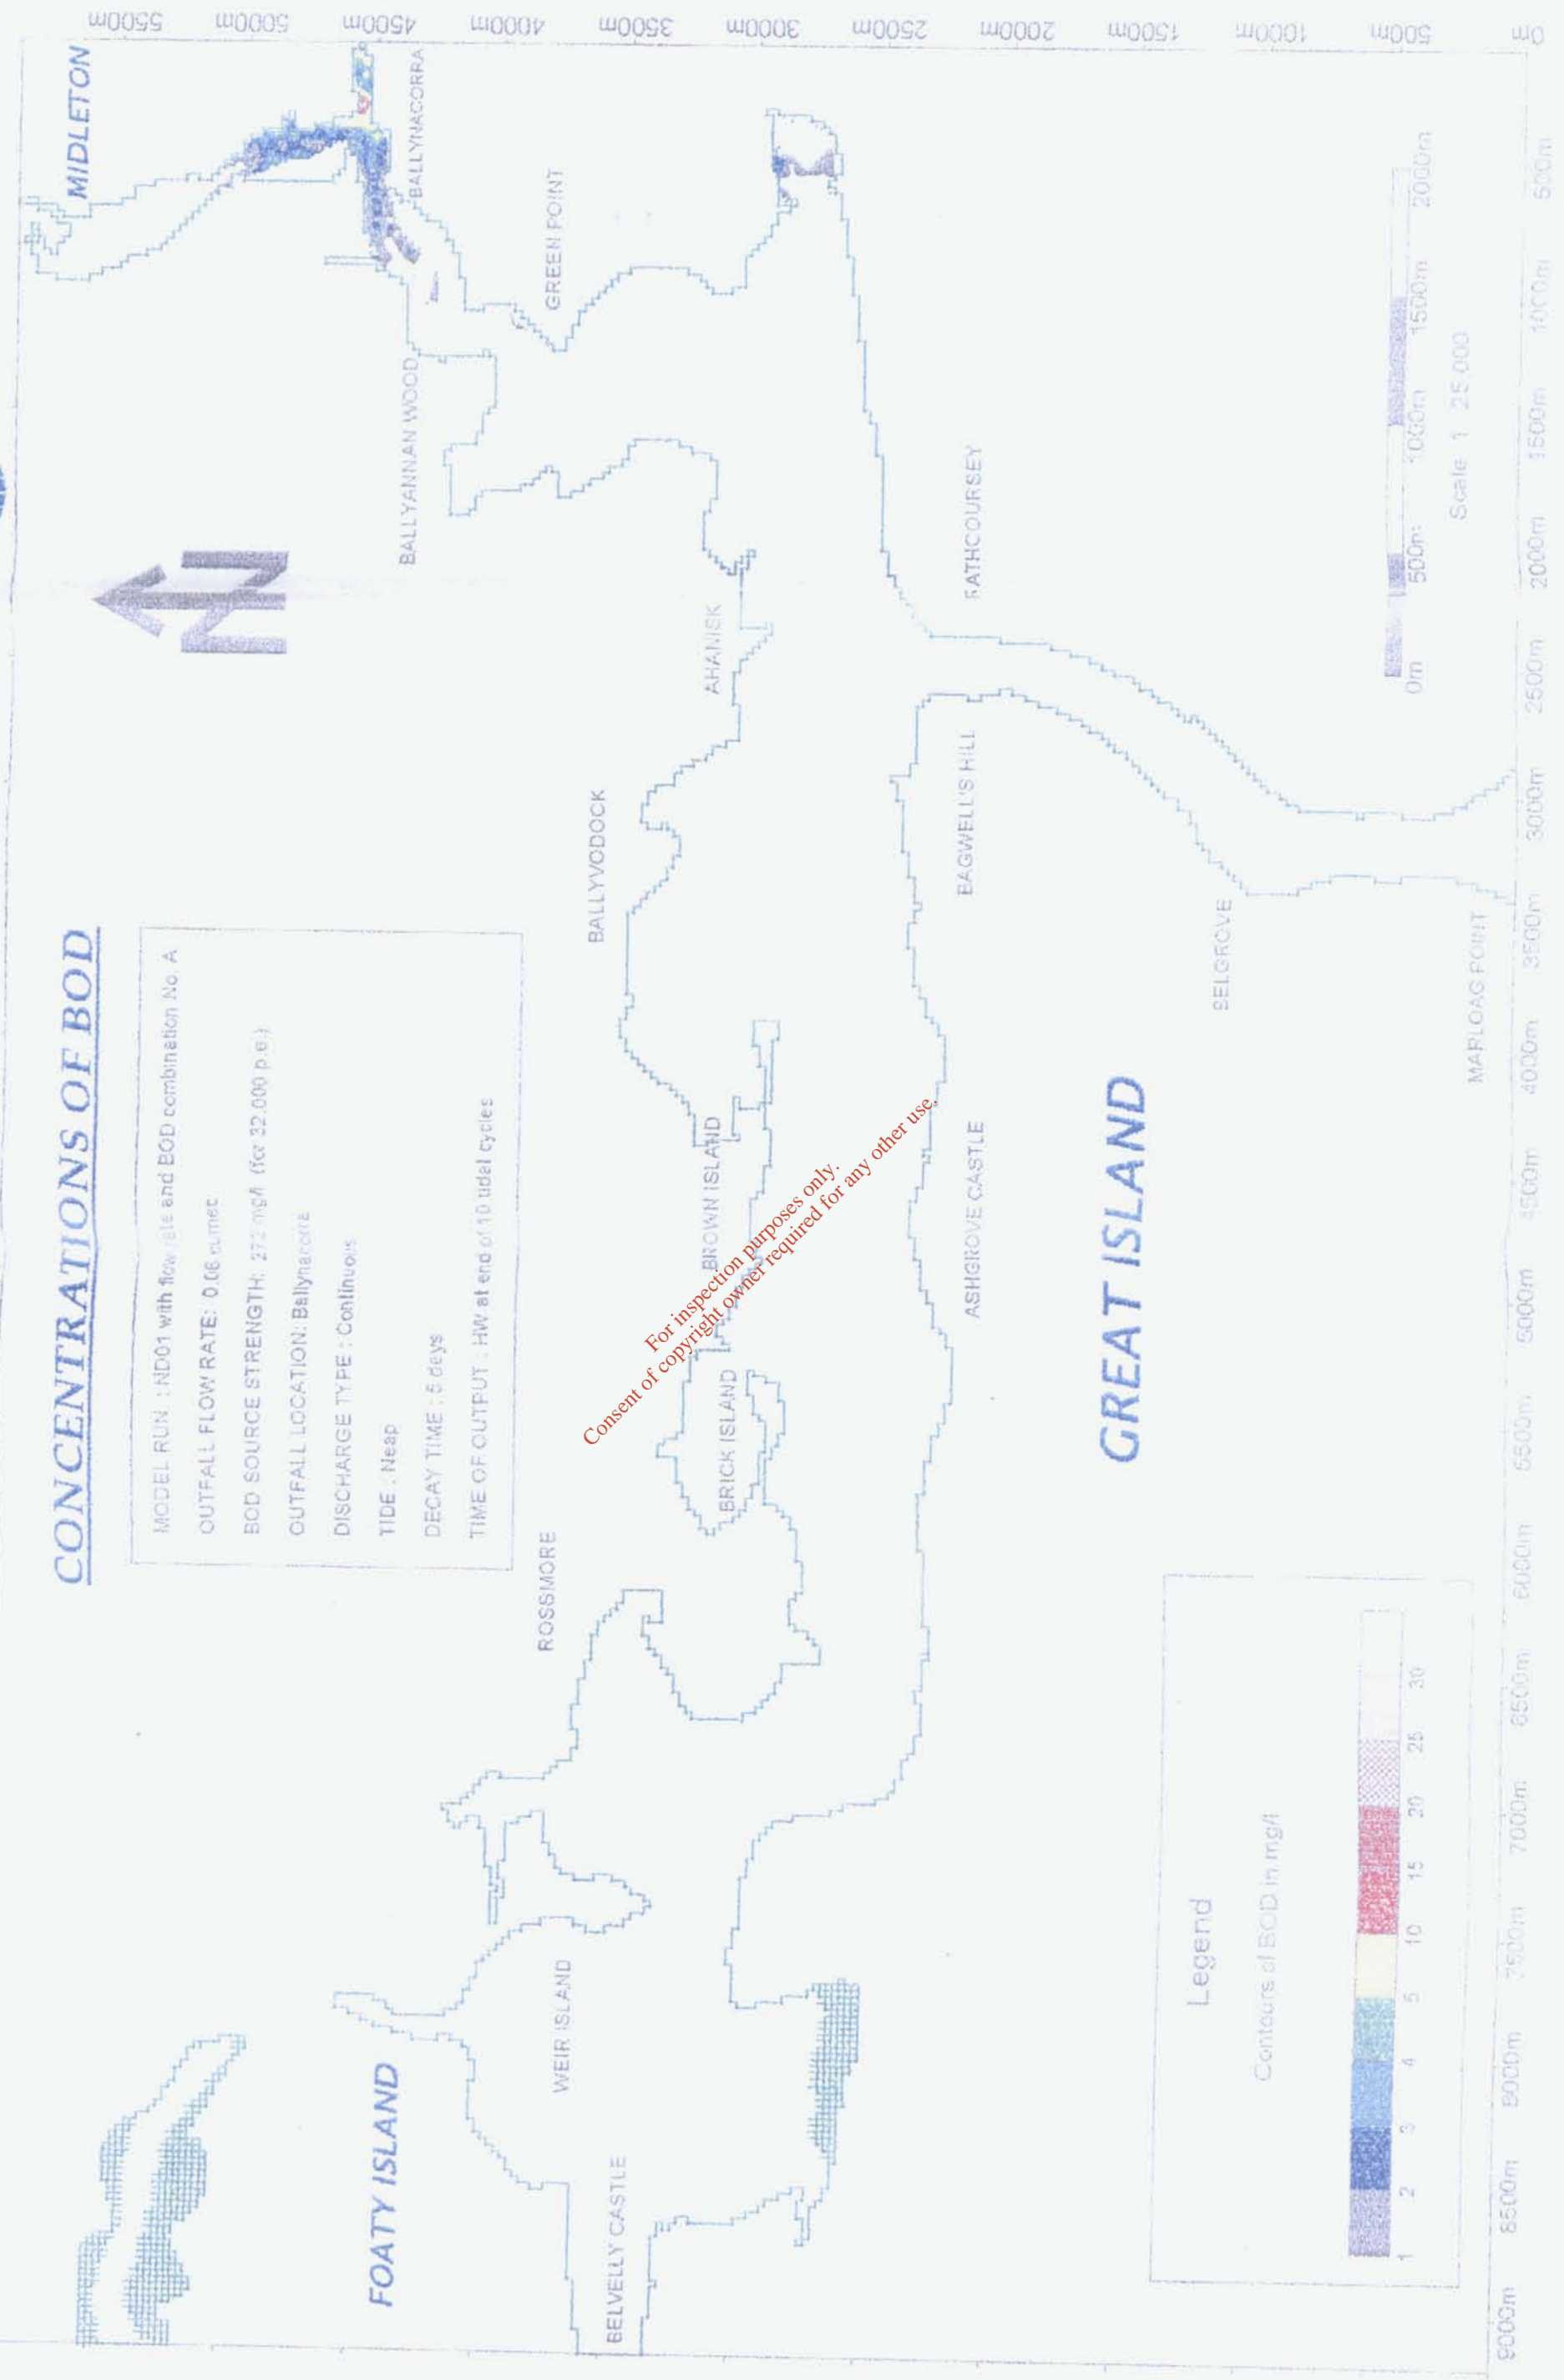 CONCENTRATIONS OF BOD
MODEL RUN : ND01 with flow rate and BOD combination No. A
OUTFALL FLOW RATE: 0.06 cumec
BOD SOURCE STRENGTH: 272 mg/l (for 32,000 p.e.)
OUTFALL LOCATION: Ballynacorra
DISCHARGE TYPE : Continuous
TIDE : Neap
DECAY TIME : 5 days
TIME OF OUTPUT : HW at end of 10 tidal cycles
N
MIDLETON
BALLYNACORRA
BALLYANNAN WOOD
GREEN POINT
FOATY ISLAND
ROSSMORE
BALLYVODOCK
AHANISK
WEIR ISLAND
BELVELLY CASTLE
BRICK ISLAND
BROWN ISLAND
RATHCOURSEY
BAGWELL'S HILL
ASHGROVE CASTLE
GREAT ISLAND
BELGROVE
MARLOAG POINT
For inspection purposes only.
Consent of copyright owner required for any other use.
Legend
Contours of BOD in mg/l
1 2 3 4 5 10 15 20 25 30
0m 500m 1000m 1500m 2000m
Scale 1 25 000
9000m 8500m 8000m 7500m 7000m 6500m 6000m 5500m 5000m 4500m 4000m 3500m 3000m 2500m 2000m 1500m 1000m 500m
5500m
5000m
4500m
4000m
3500m
3000m
2500m
2000m
1500m
1000m
500m
0m